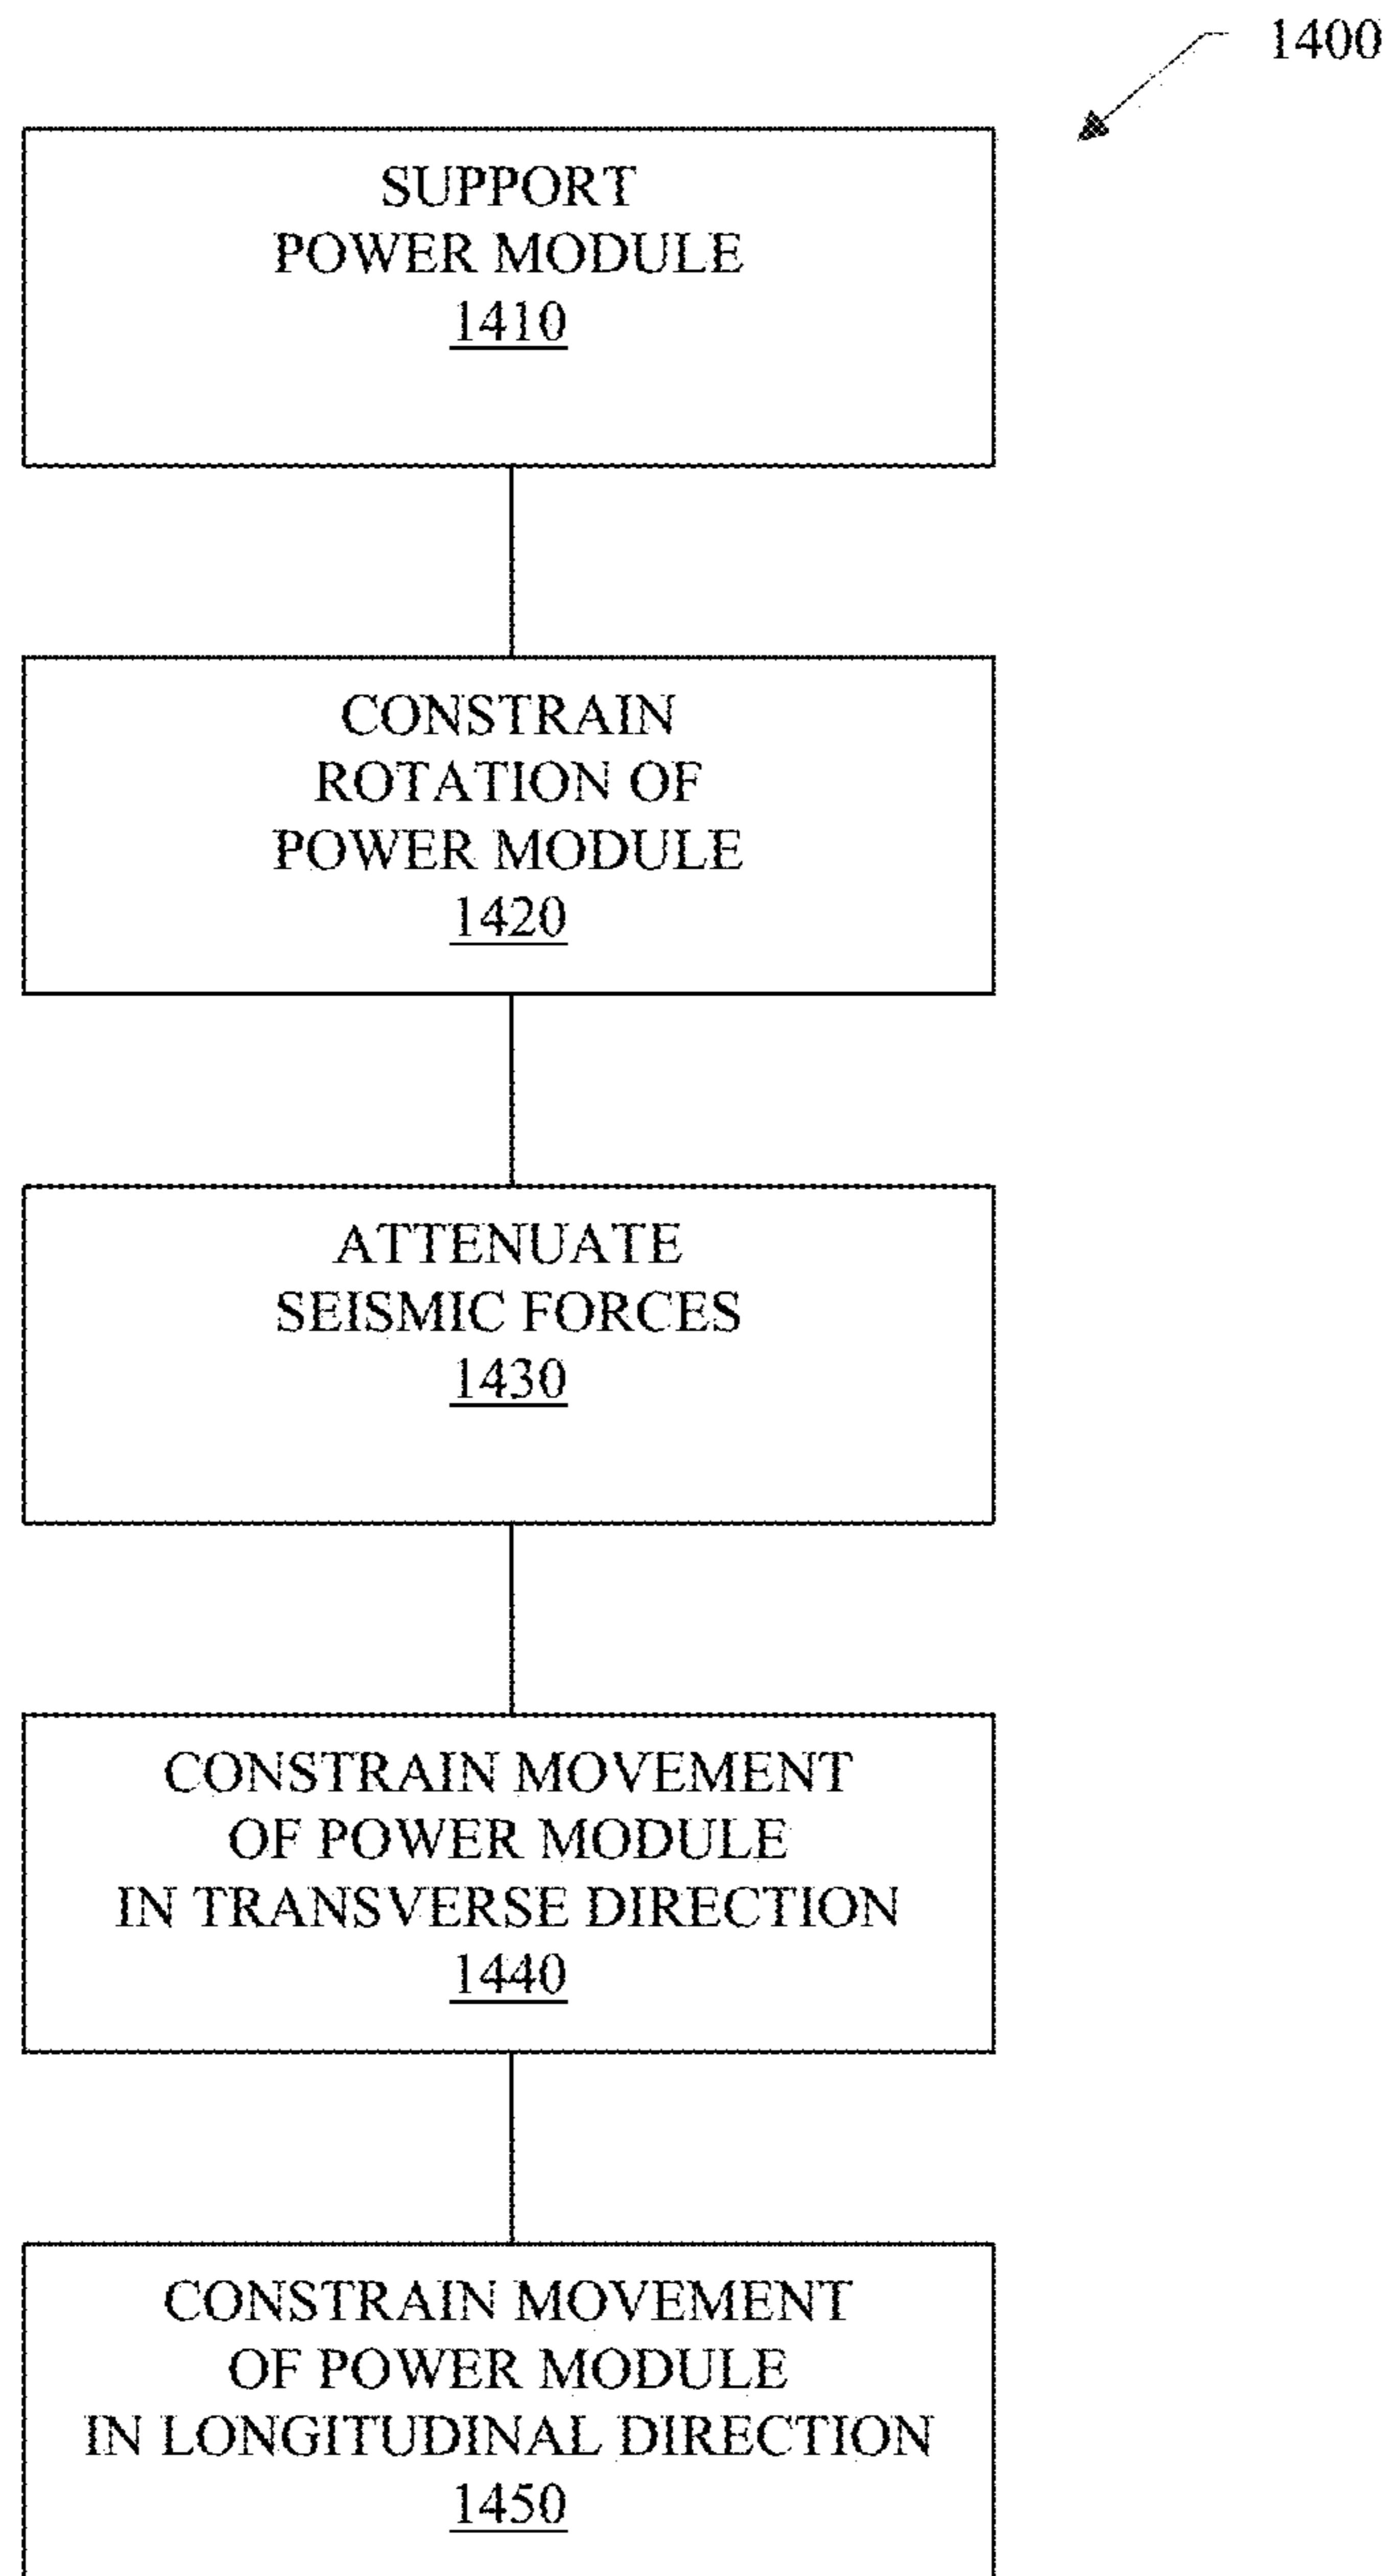 1400
SUPPORT
POWER MODULE
1410
CONSTRAIN
ROTATION OF
POWER MODULE
1420
ATTENUATE
SEISMIC FORCES
1430
CONSTRAIN MOVEMENT
OF POWER MODULE
IN TRANSVERSE DIRECTION
1440
CONSTRAIN MOVEMENT
OF POWER MODULE
IN LONGITUDINAL DIRECTION
1450